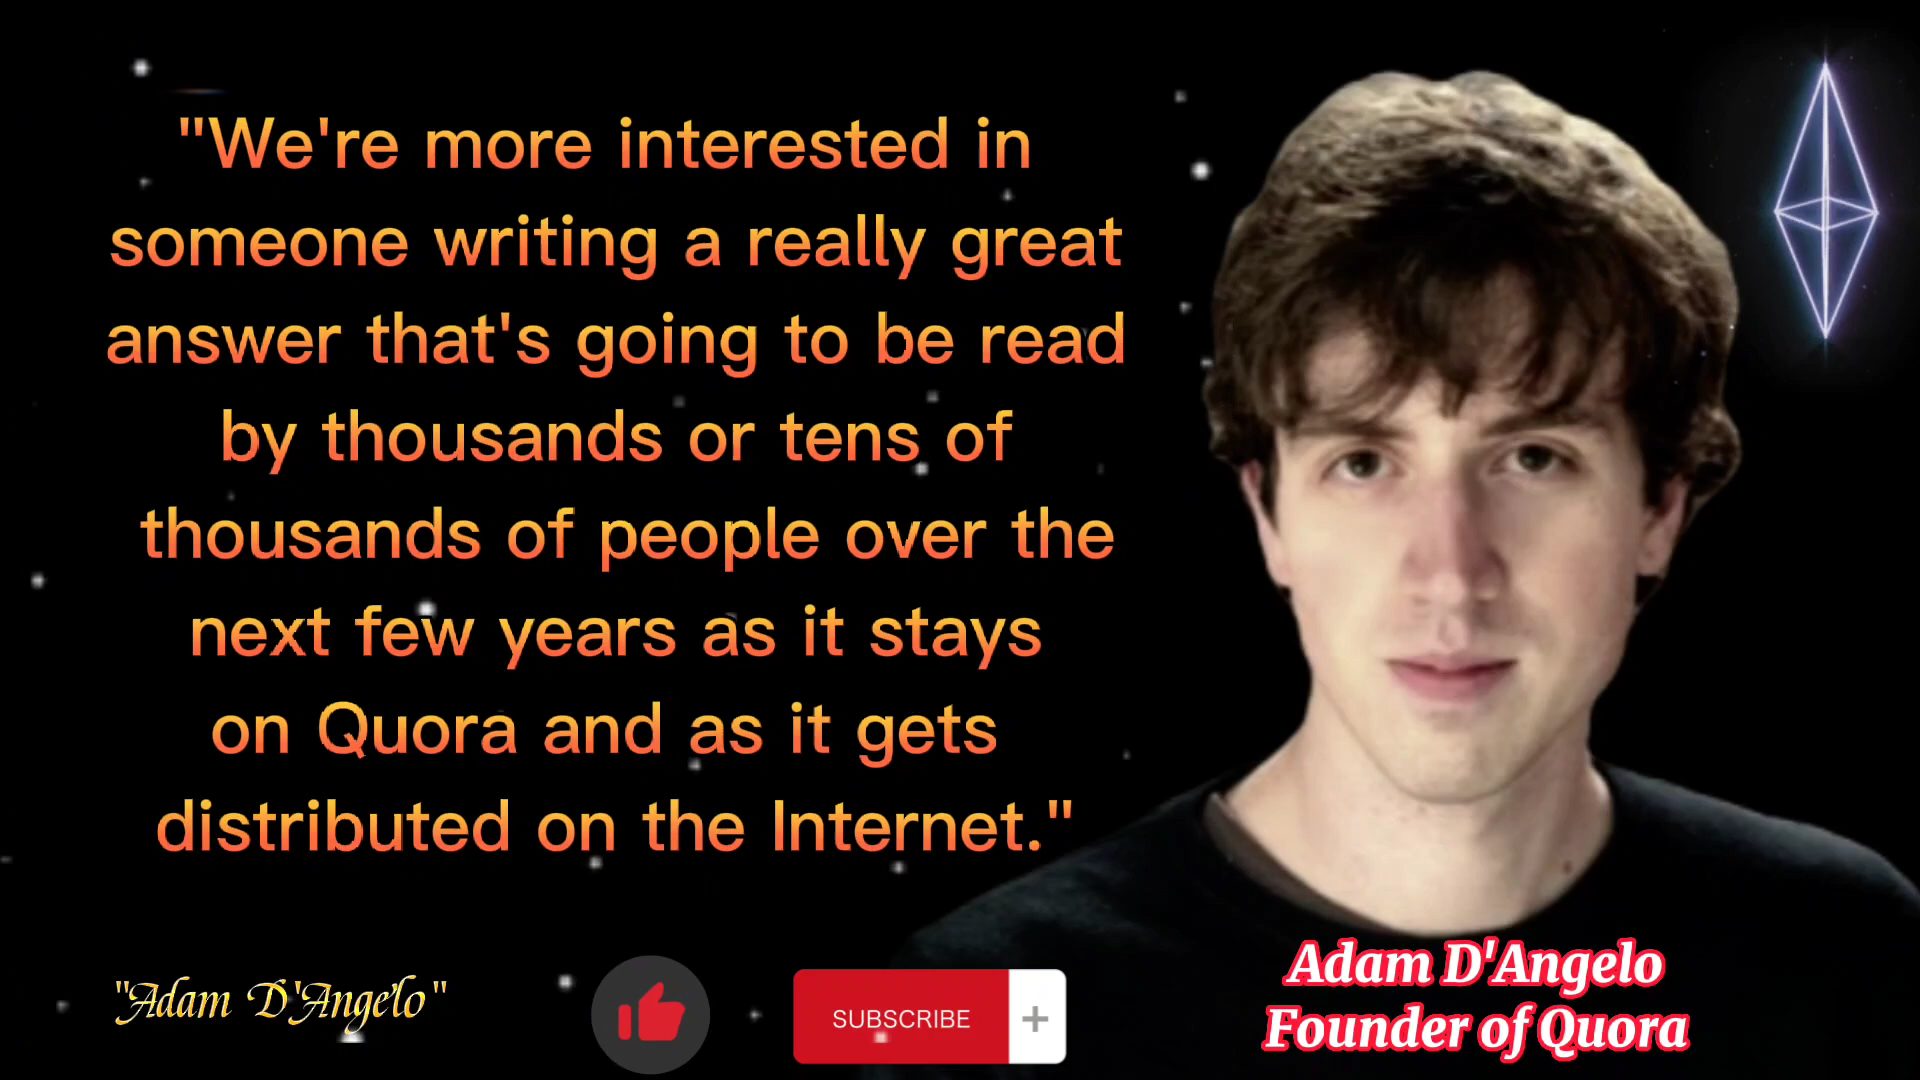 "We're more interested in
someone writing a really great
answer that's going to be read
by thousands or tens of
thousands of people over the
next few years as it stays
on Quora and as it gets
distributed on the Internet."
"Adam D'Angelo"
SUBSCRIBE +
Adam D'Angelo
Founder of Quora